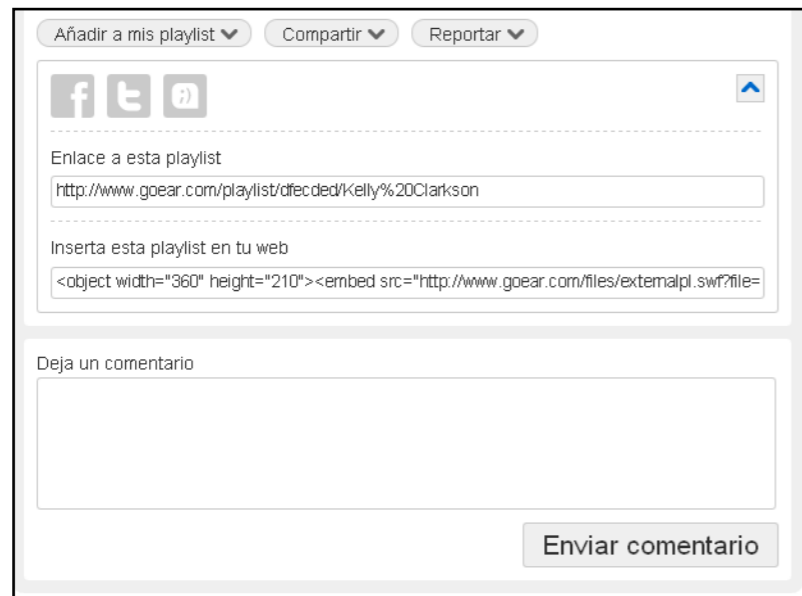 Añadir a mis playlist Compartir Reportar
Enlace a esta playlist
http://www.goear.com/playlist/dfecded/Kelly%20Clarkson
Inserta esta playlist en tu web
<object width="360" height="210"><embed src="http://www.goear.com/files/externalpl.swf?file=
Deja un comentario
Enviar comentario